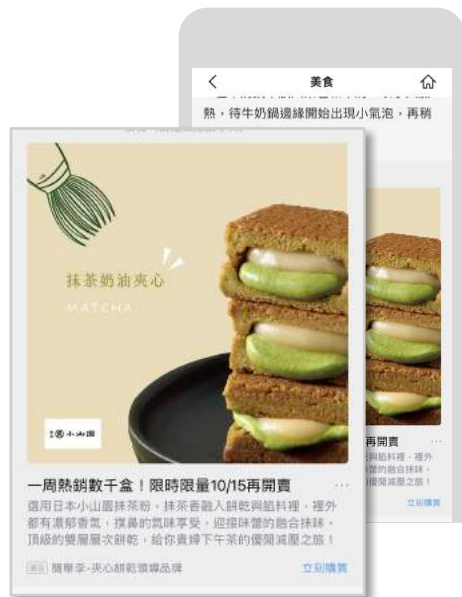 美食
熱，待牛奶鍋邊緣開始出現小氣泡，再稍
抹茶奶油夾心
MATCHA
小山園
一周熱銷數千盒！限時限量10/15再開賣
選用日本小山園抹茶粉，抹茶香融入餅乾與餡料裡，裡外
都有濃郁香氣，撲鼻的氣味享受，迎接味蕾的融合抹味，
頂級的雙層層次餅乾，給你貴婦下午茶的優閒減壓之旅！
簡單李-夾心餅乾領導品牌
立刻購買
再開賣
立刻購買